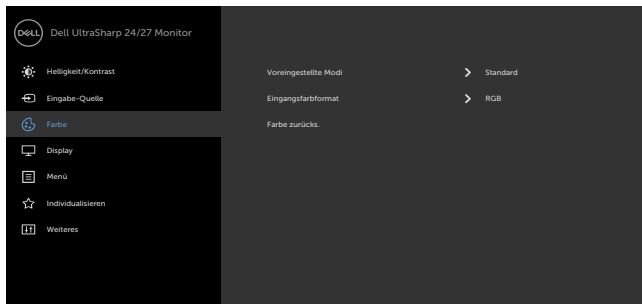 DELL Dell UltraSharp 24/27 Monitor
Helligkeit/Kontrast
Voreingestellte Modi Standard
Eingabe-Quelle
Eingangsfarbformat RGB
Farbe
Farbe zurücks.
Display
Menü
Individualisieren
Weiteres